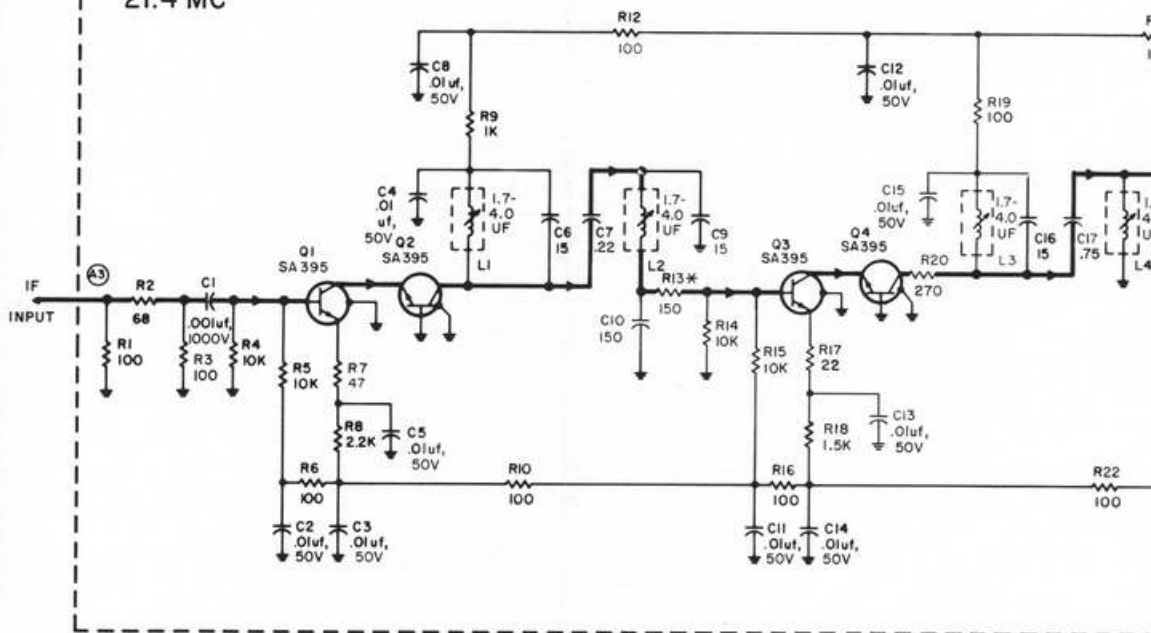 21.4 MC
R12
100
C8
.01uf,
50V
C12
.01uf,
50V
R9
1K
R19
100
C4
.01
uf,
50V
1.7-
4.0
UF
L1
C6
15
C7
.22
1.7-
4.0
UF
L2
C9
15
C15
.01uf,
50V
1.7-
4.0
UF
L3
C16
15
C17
.75
L4
Q1
SA395
Q2
SA395
Q3
SA395
Q4
SA395
R20
270
A3
IF
INPUT
R2
68
C1
.001uf,
1000V
R1
100
R3
100
R4
10K
R5
10K
R7
47
R13*
150
C10
150
R14
10K
R15
10K
R17
22
R8
2.2K
C5
.01uf,
50V
R18
1.5K
C13
.01uf,
50V
R6
100
R10
100
R16
100
R22
100
C2
.01uf,
50V
C3
.01uf,
50V
C11
.01uf,
50V
C14
.01uf,
50V